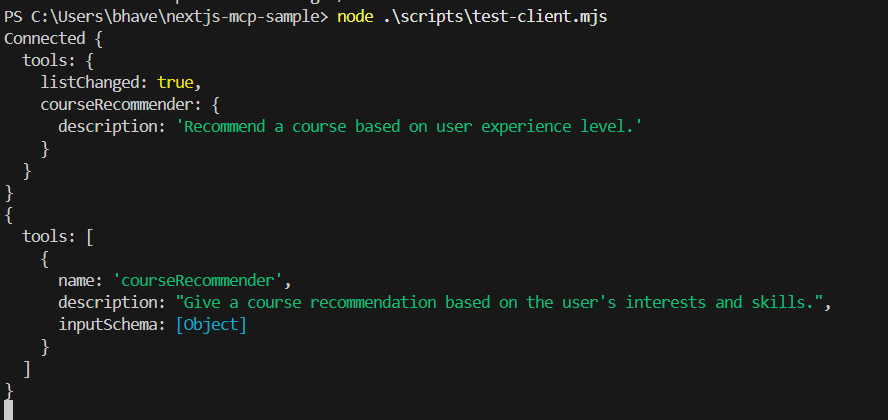 PS C:\Users\bhave\nextjs-mcp-sample> node .\scripts\test-client.mjs
Connected {
  tools: {
    listChanged: true,
    courseRecommender: {
      description: 'Recommend a course based on user experience level.'
    }
  }
}
{
  tools: [
    {
      name: 'courseRecommender',
      description: "Give a course recommendation based on the user's interests and skills.",
      inputSchema: [Object]
    }
  ]
}